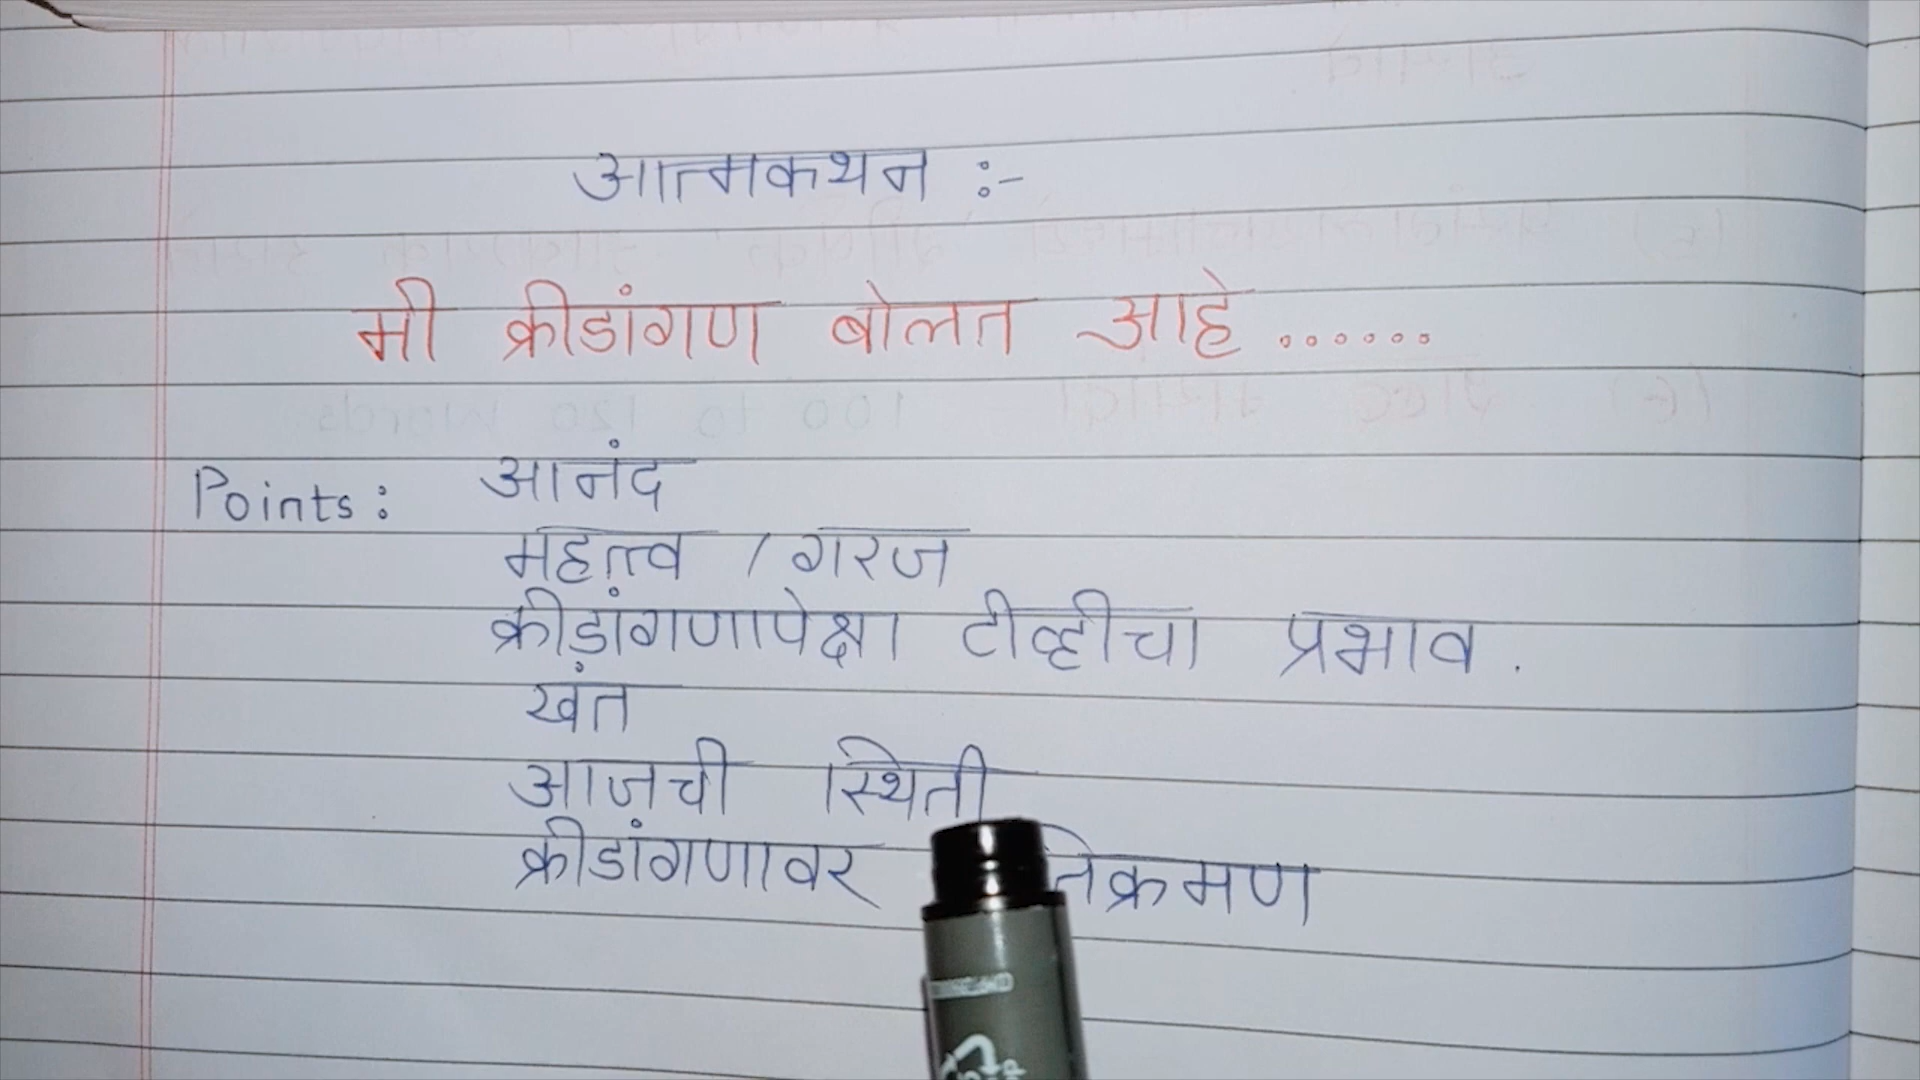 आत्मकथन :-
मी क्रीडांगण बोलत आहे ......
Points: आनंद
महत्त्व / गरज
क्रीडांगणापेक्षा टीव्हीचा प्रभाव .
खंत
आजची स्थिती
क्रीडांगणावर